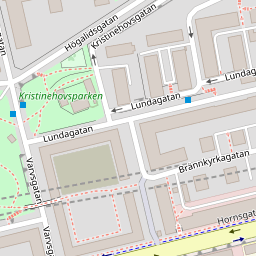 Högalidsgatan
Kristinehovsgatan
Kristinehovsparken
Lundagatan
Lundagatan
Lundagatan
Varvsgatan
Brännkyrkagatan
Hornsgat